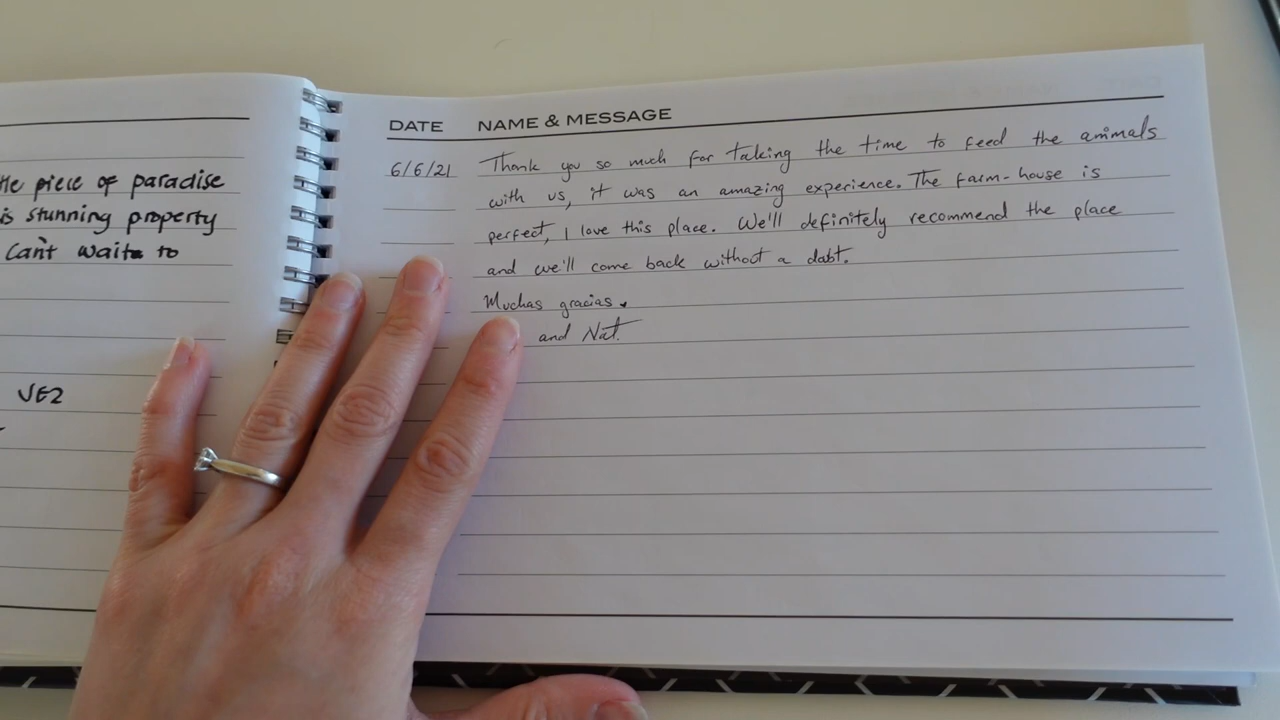 He piece of paradise
is stunning property
Can't wait to
VE2
DATE NAME & MESSAGE
6/6/21 Thank you so much for taking the time to feed the animals
with us, it was an amazing experience. The farm-house is
perfect, I love this place. We'll definitely recommend the place
and we'll come back without a dabt.
Muchas gracias.
and Nat.